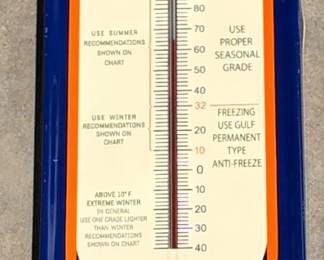 80
USE SUMMER
RECOMMENDATIONS
SHOWN ON
CHART
70
60
50
40
USE
PROPER
SEASONAL
GRADE
USE WINTER
RECOMMENDATIONS
SHOWN ON
CHART
32
20
10
FREEZING
USE GULF
PERMANENT
TYPE
ANTI-FREEZE
0
10
20
30
40
ABOVE 10° F.
EXTREME WINTER
IN GENERAL
USE ONE GRADE LIGHTER
THAN WINTER
RECOMMENDATIONS
SHOWN ON CHART